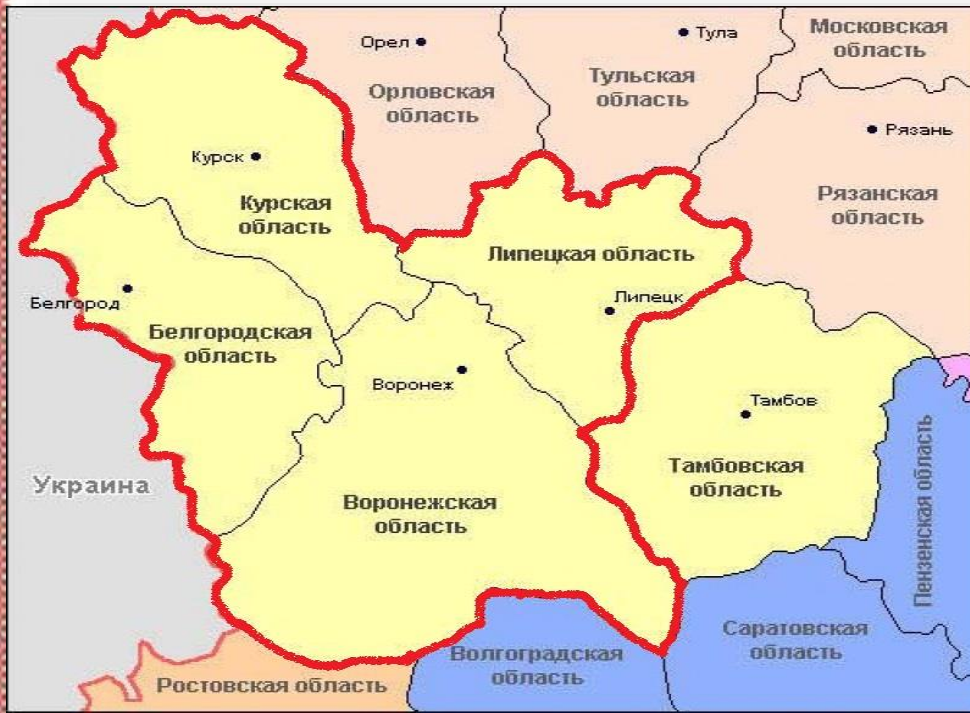 Московская
область
Орел
Тула
Орловская
область
Тульская
область
Рязань
Курск
Курская
область
Рязанская
область
Липецкая область
Белгород
Липецк
Белгородская
область
Воронеж
Тамбов
Тамбовская
область
Украина
Воронежская
область
Пензенская область
Саратовская
область
Волгоградская
область
Ростовская область